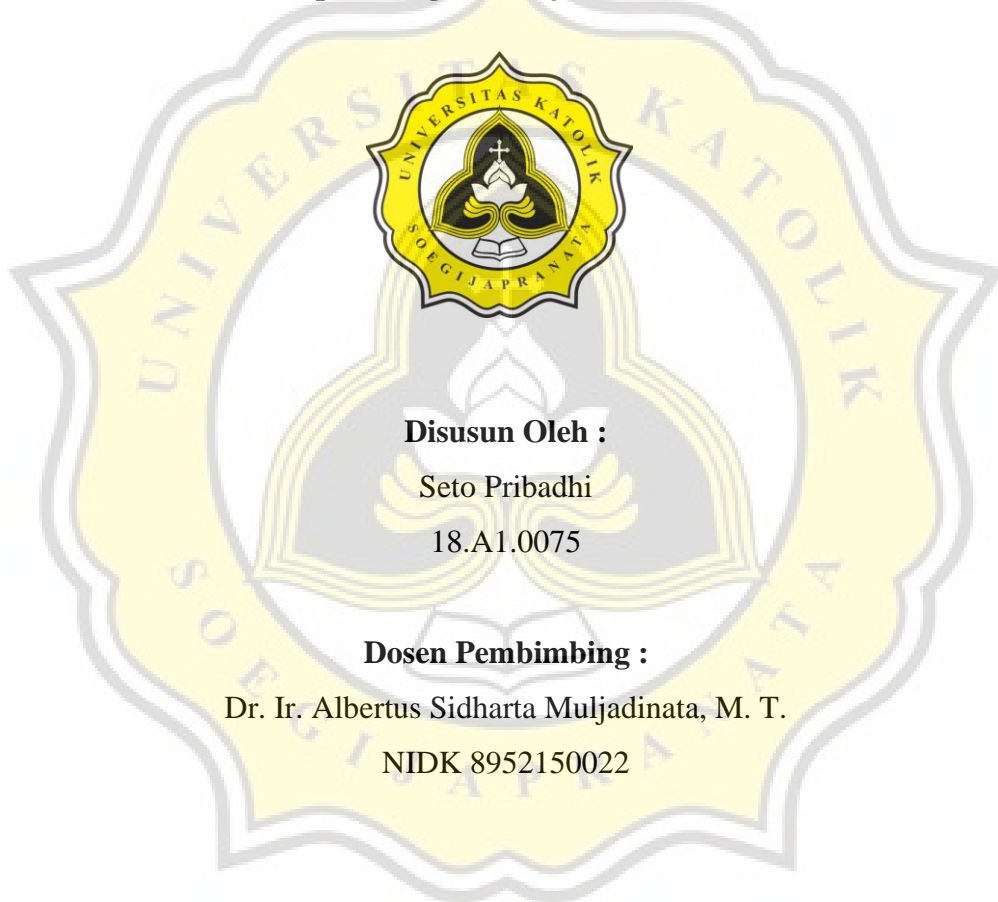 UNIVERSITAS KATOLIK
SOEGIJAPRANATA
Disusun Oleh :
Seto Pribadhi
18.A1.0075
Dosen Pembimbing :
Dr. Ir. Albertus Sidharta Muljadinata, M. T.
NIDK 8952150022